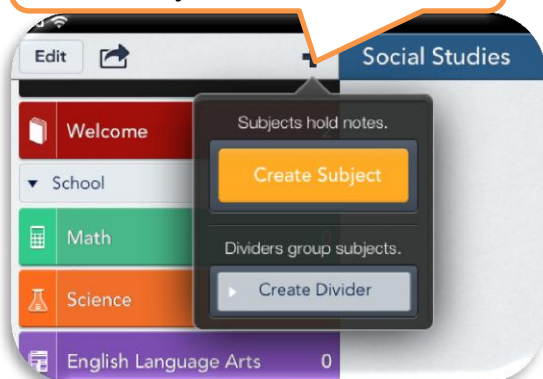 Edit
Social Studies
Welcome
Subjects hold notes.
Create Subject
School
Math
Dividers group subjects.
Create Divider
Science
English Language Arts 0